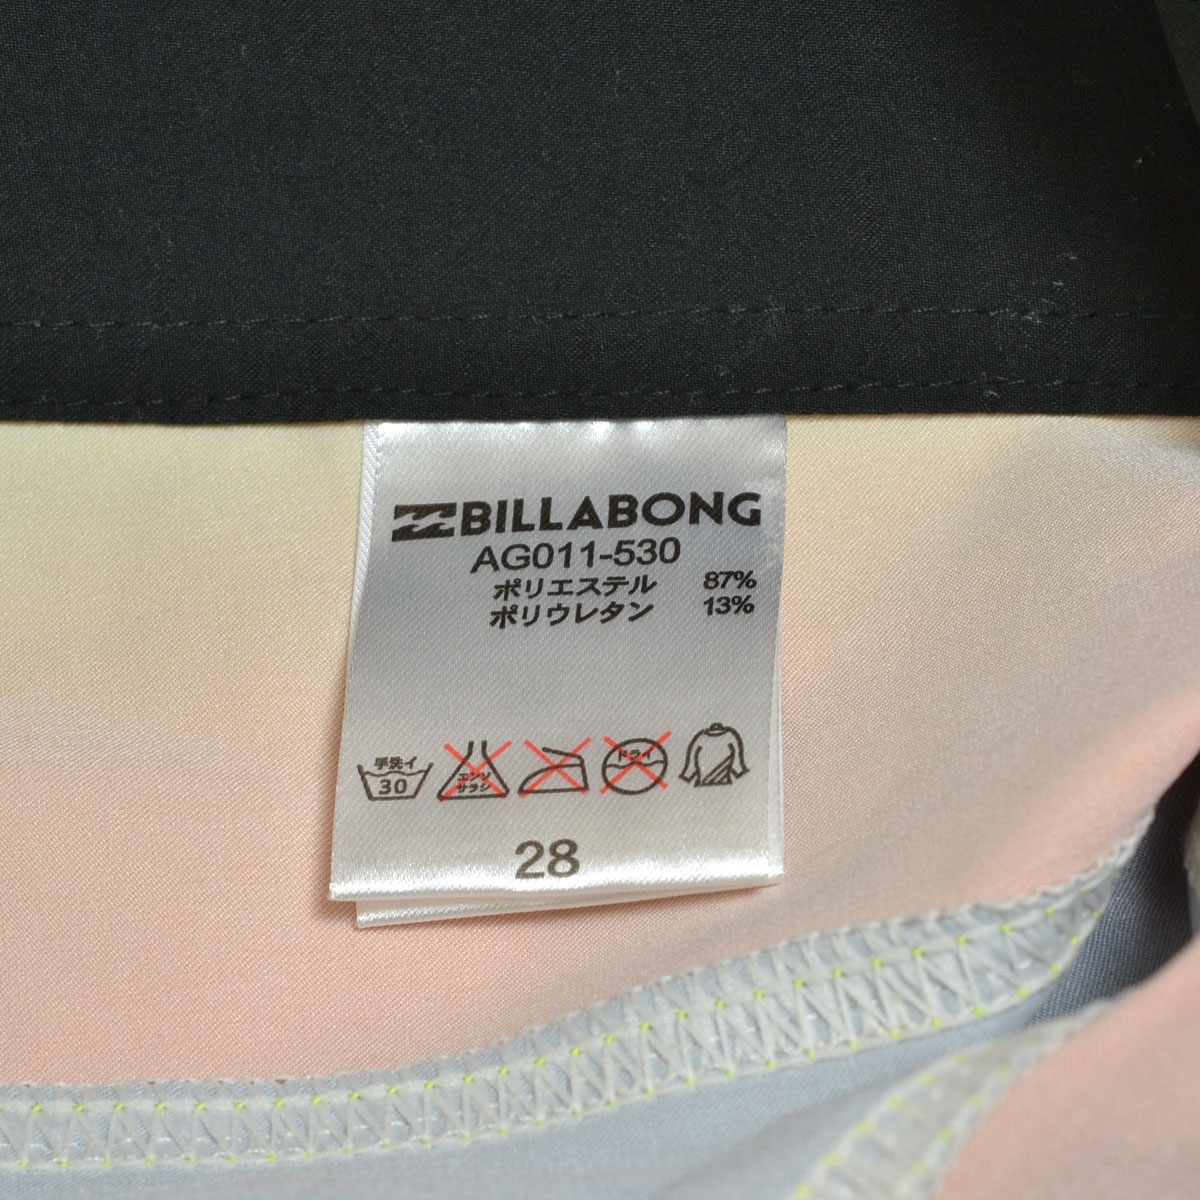 BILLABONG
AG011-530
ポリエステル 87%
ポリウレタン 13%
手洗イ
30
エンソ
サラシ
ドライ
28